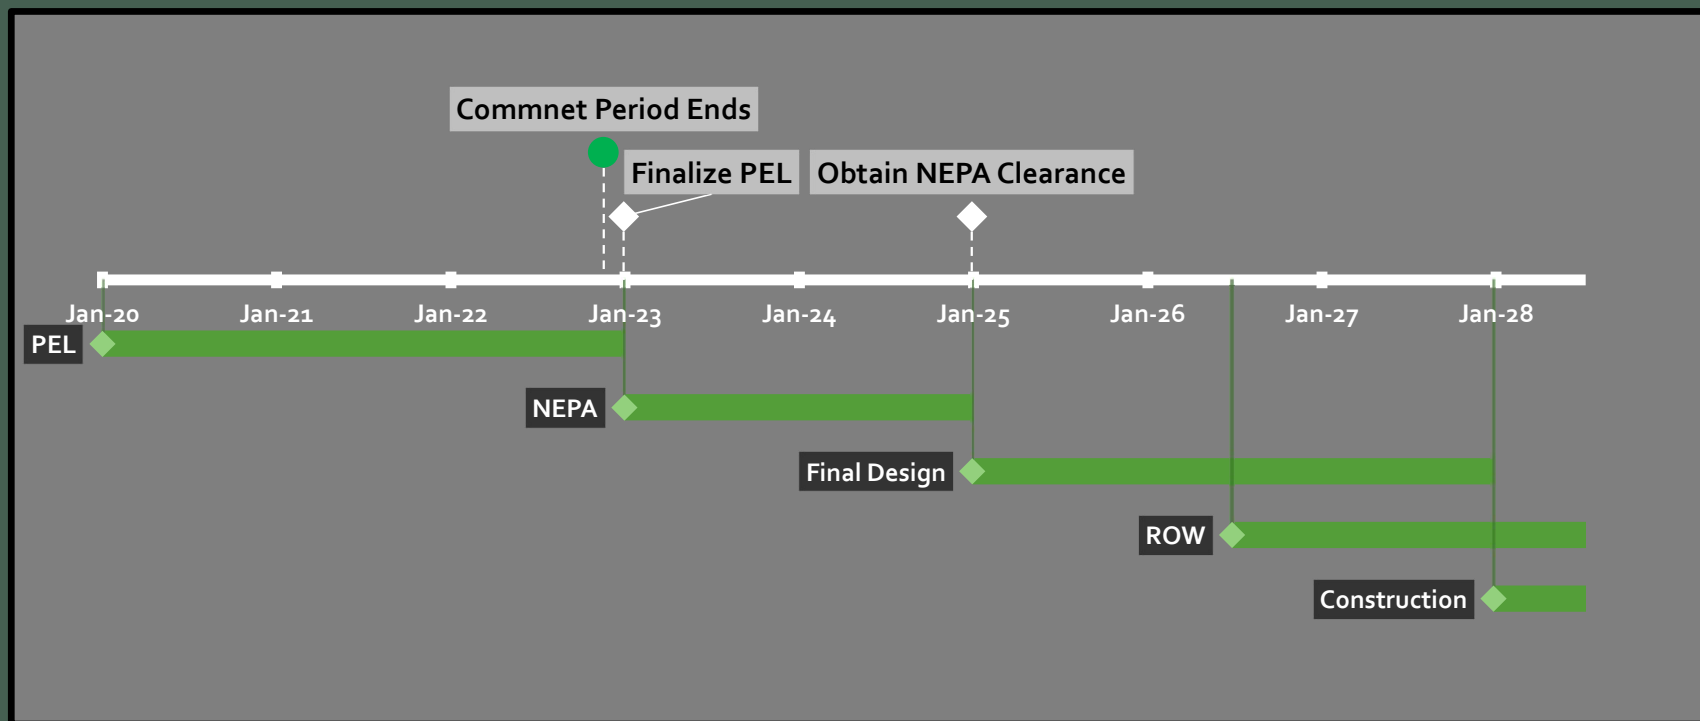 Commnet Period Ends
Finalize PEL
Obtain NEPA Clearance
Jan-20
Jan-21
Jan-22
Jan-23
Jan-24
Jan-25
Jan-26
Jan-27
Jan-28
PEL
NEPA
Final Design
ROW
Construction